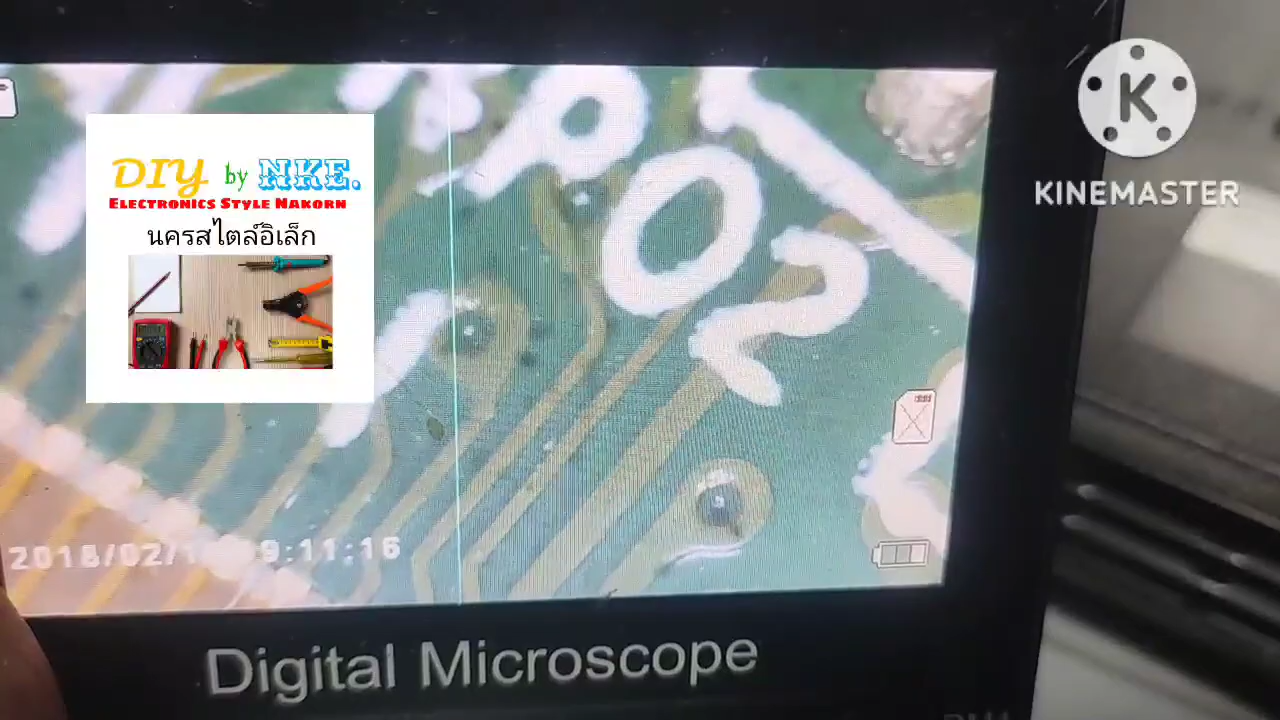 DIY by NKE.
ELECTRONICS STYLE NAKORN
นครสไตล์อิเล็ก
KINEMASTER
P02
9:11:16
Digital Microscope